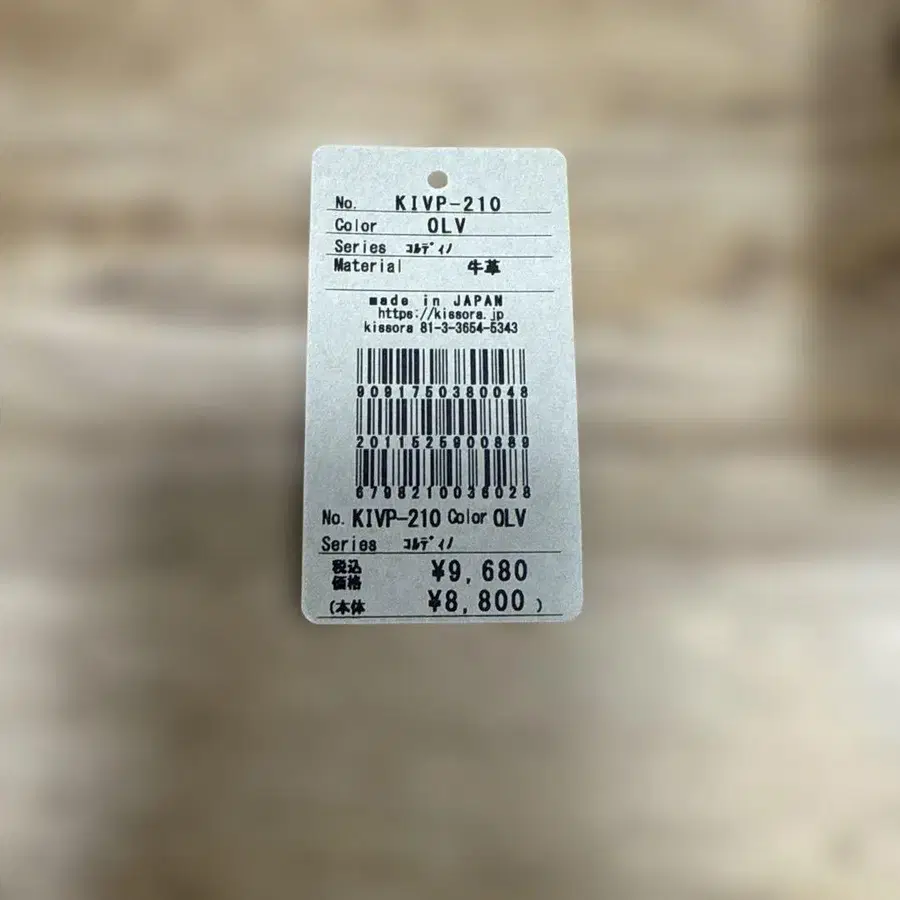 No. KIVP-210
Color OLV
Series ｺﾙﾃﾞｨﾉ
Material 牛革
made in JAPAN
https://kissora.jp
kissora 81-3-3654-5343
9091750380048
2011525900889
6798210036028
No. KIVP-210 Color OLV
Series ｺﾙﾃﾞｨﾉ
税込
価格 ¥9,680
(本体 ¥8,800 )